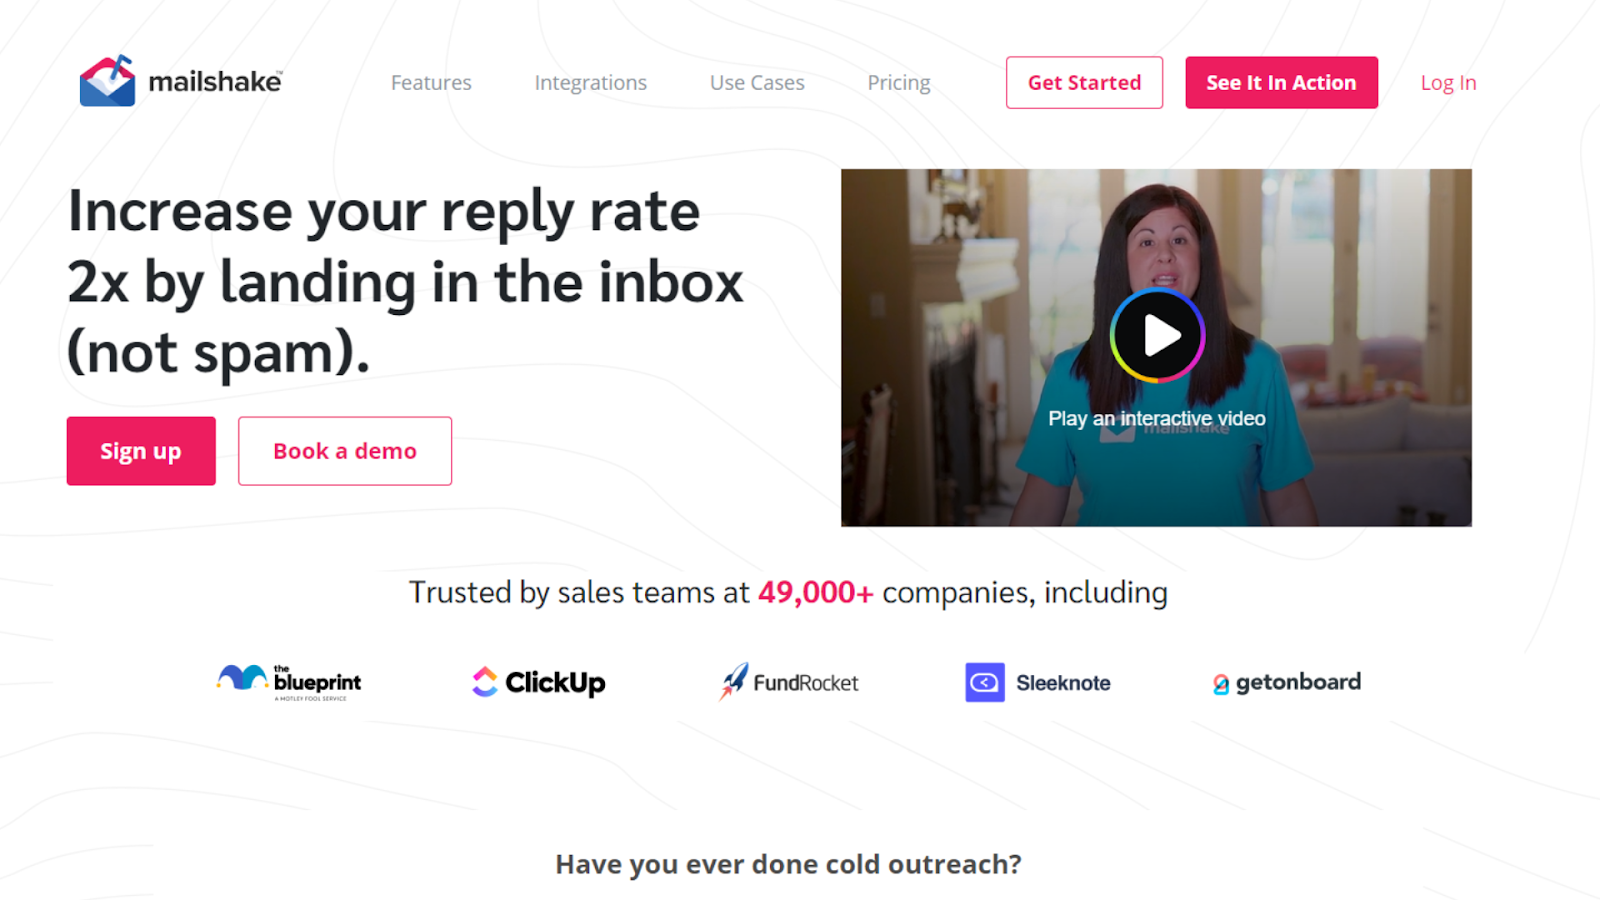 mailshake™
Features
Integrations
Use Cases
Pricing
Get Started
See It In Action
Log In
Increase your reply rate
2x by landing in the inbox
(not spam).
Sign up
Book a demo
Play an interactive video
mailshake
Trusted by sales teams at 49,000+ companies, including
the
blueprint
A MOTLEY FOOL SERVICE
ClickUp
FundRocket
Sleeknote
getonboard
Have you ever done cold outreach?